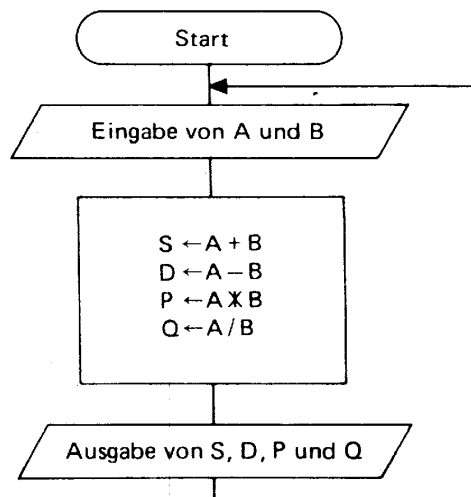 Start
Eingabe von A und B
S ← A + B
D ← A − B
P ← A * B
Q ← A / B
Ausgabe von S, D, P und Q